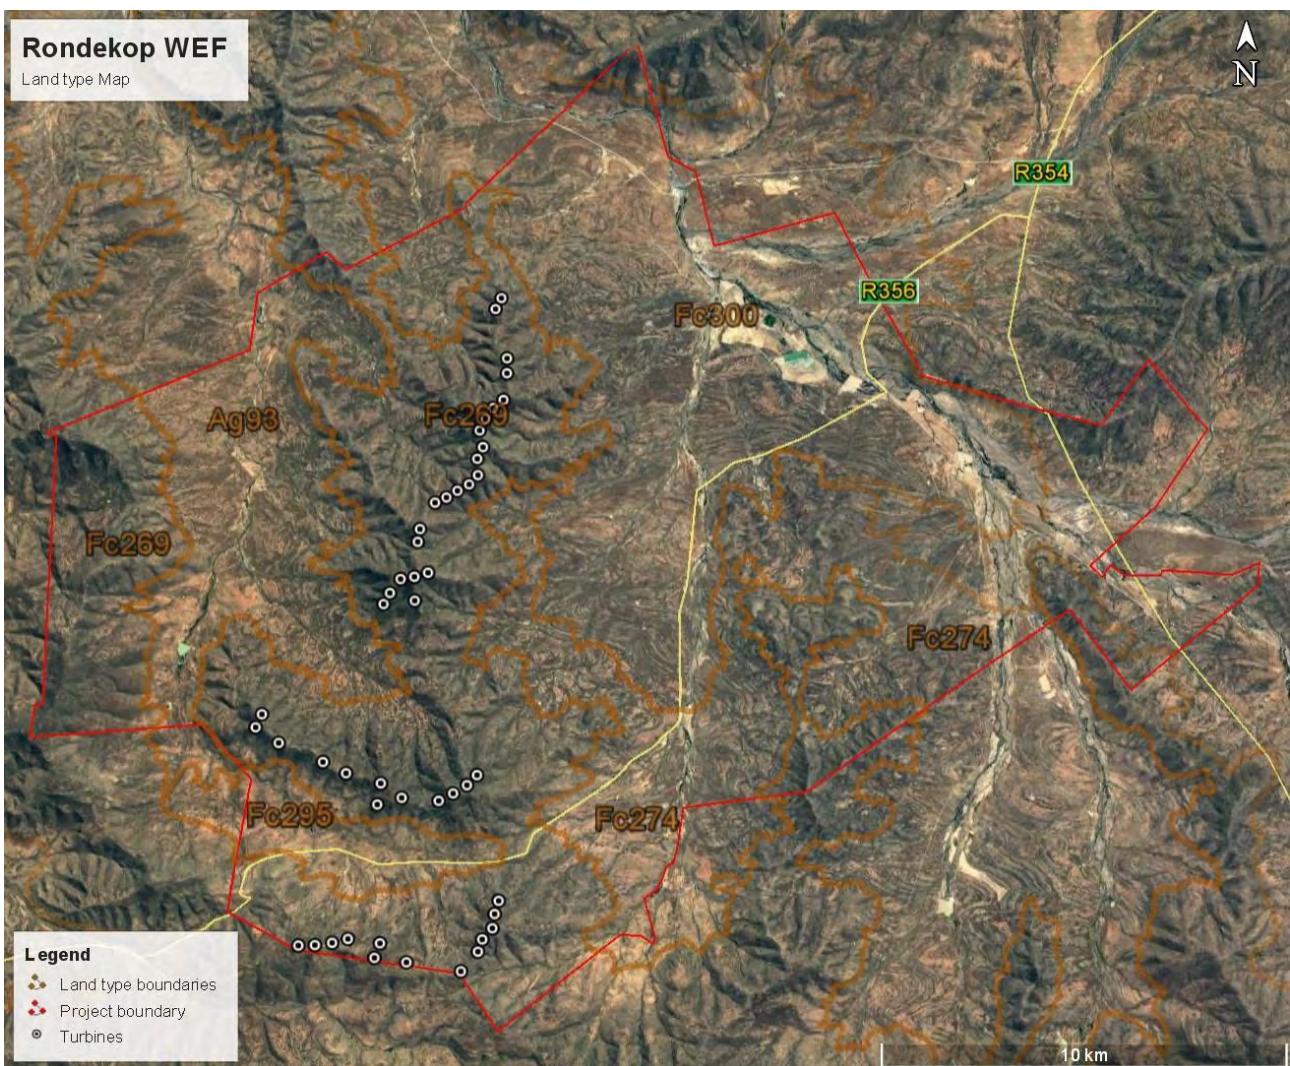 Rondekop WEF
Land type Map
N
R354
R356
Fc300
Ag93
Fc269
Fc269
Fc274
Fc295
Fc274
Legend
Land type boundaries
Project boundary
Turbines
10 km